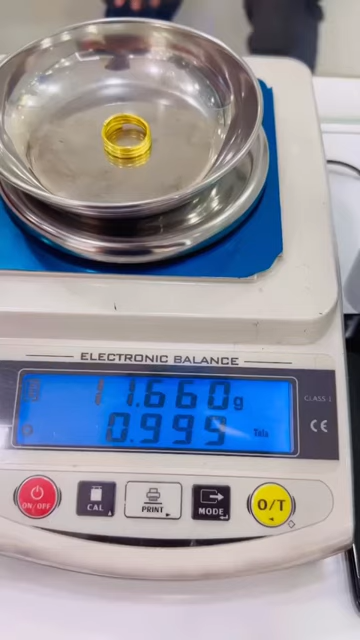 ELECTRONIC BALANCE
11.660g
CLASS I
0.999 Tola
CE
ON/OFF
CAL
PRINT
MODE
O/T